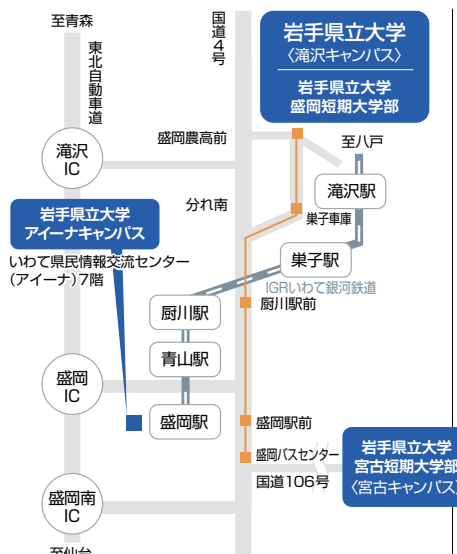 至青森
東北自動車道
国道4号
岩手県立大学
〈滝沢キャンパス〉
岩手県立大学
盛岡短期大学部
盛岡農高前
至八戸
滝沢
IC
滝沢駅
分れ南
巣子車庫
岩手県立大学
アイーナキャンパス
いわて県民情報交流センター
(アイーナ)7階
巣子駅
IGRいわて銀河鉄道
厨川駅
厨川駅前
青山駅
盛岡
IC
盛岡駅
盛岡駅前
盛岡バスセンター
国道106号
岩手県立大学
宮古短期大学部
〈宮古キャンパス〉
盛岡南
IC
至仙台